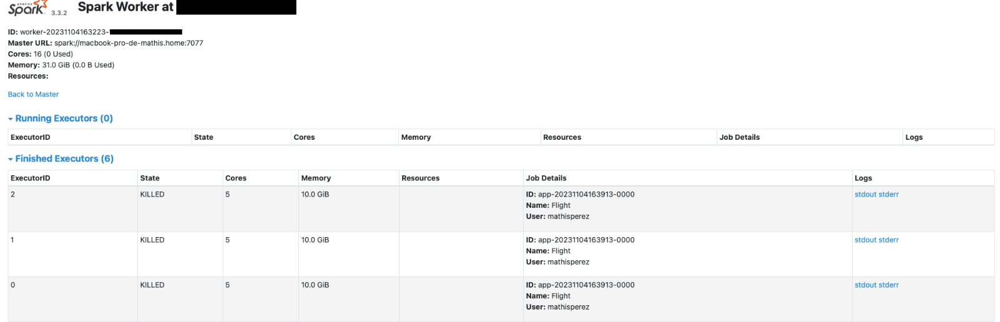 APACHE
Spark 3.3.2 Spark Worker at
ID: worker-20231104163223-
Master URL: spark://macbook-pro-de-mathis.home:7077
Cores: 16 (0 Used)
Memory: 31.0 GiB (0.0 B Used)
Resources:
Back to Master
Running Executors (0)
ExecutorID State Cores Memory Resources Job Details Logs
Finished Executors (6)
ExecutorID State Cores Memory Resources Job Details Logs
2 KILLED 5 10.0 GiB ID: app-20231104163913-0000 stdout stderr
Name: Flight
User: mathisperez
1 KILLED 5 10.0 GiB ID: app-20231104163913-0000 stdout stderr
Name: Flight
User: mathisperez
0 KILLED 5 10.0 GiB ID: app-20231104163913-0000 stdout stderr
Name: Flight
User: mathisperez